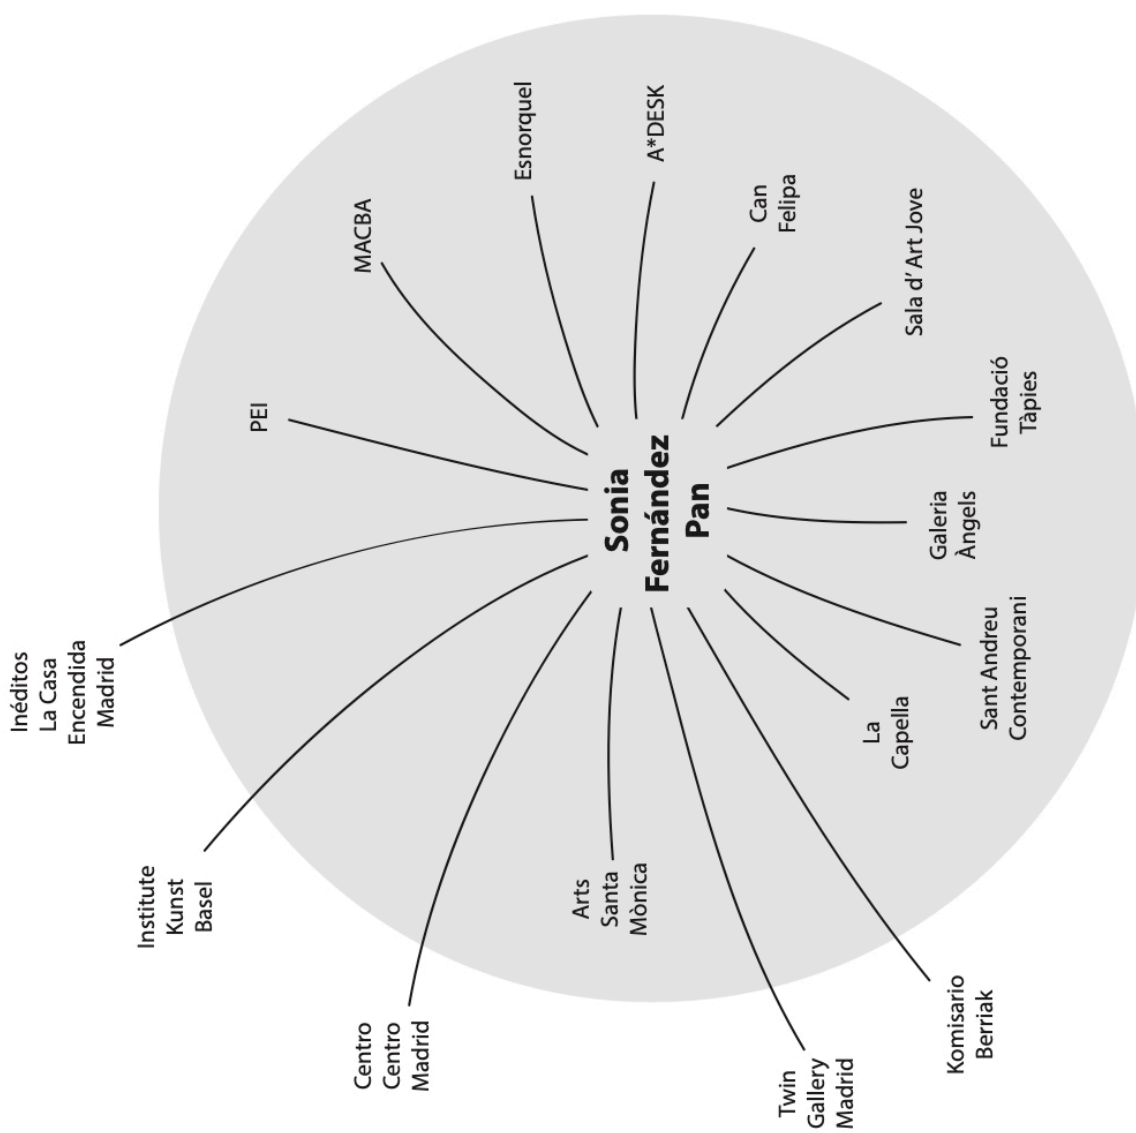 Sonia
Fernández
Pan
Inéditos
La Casa
Encendida
Madrid
PEI
MACBA
Esnorquel
A*DESK
Can
Felipa
Sala d’ Art Jove
Fundació
Tàpies
Galeria
Àngels
Sant Andreu
Contemporani
La
Capella
Komisario
Berriak
Twin
Gallery
Madrid
Arts
Santa
Mònica
Centro
Centro
Madrid
Institute
Kunst
Basel